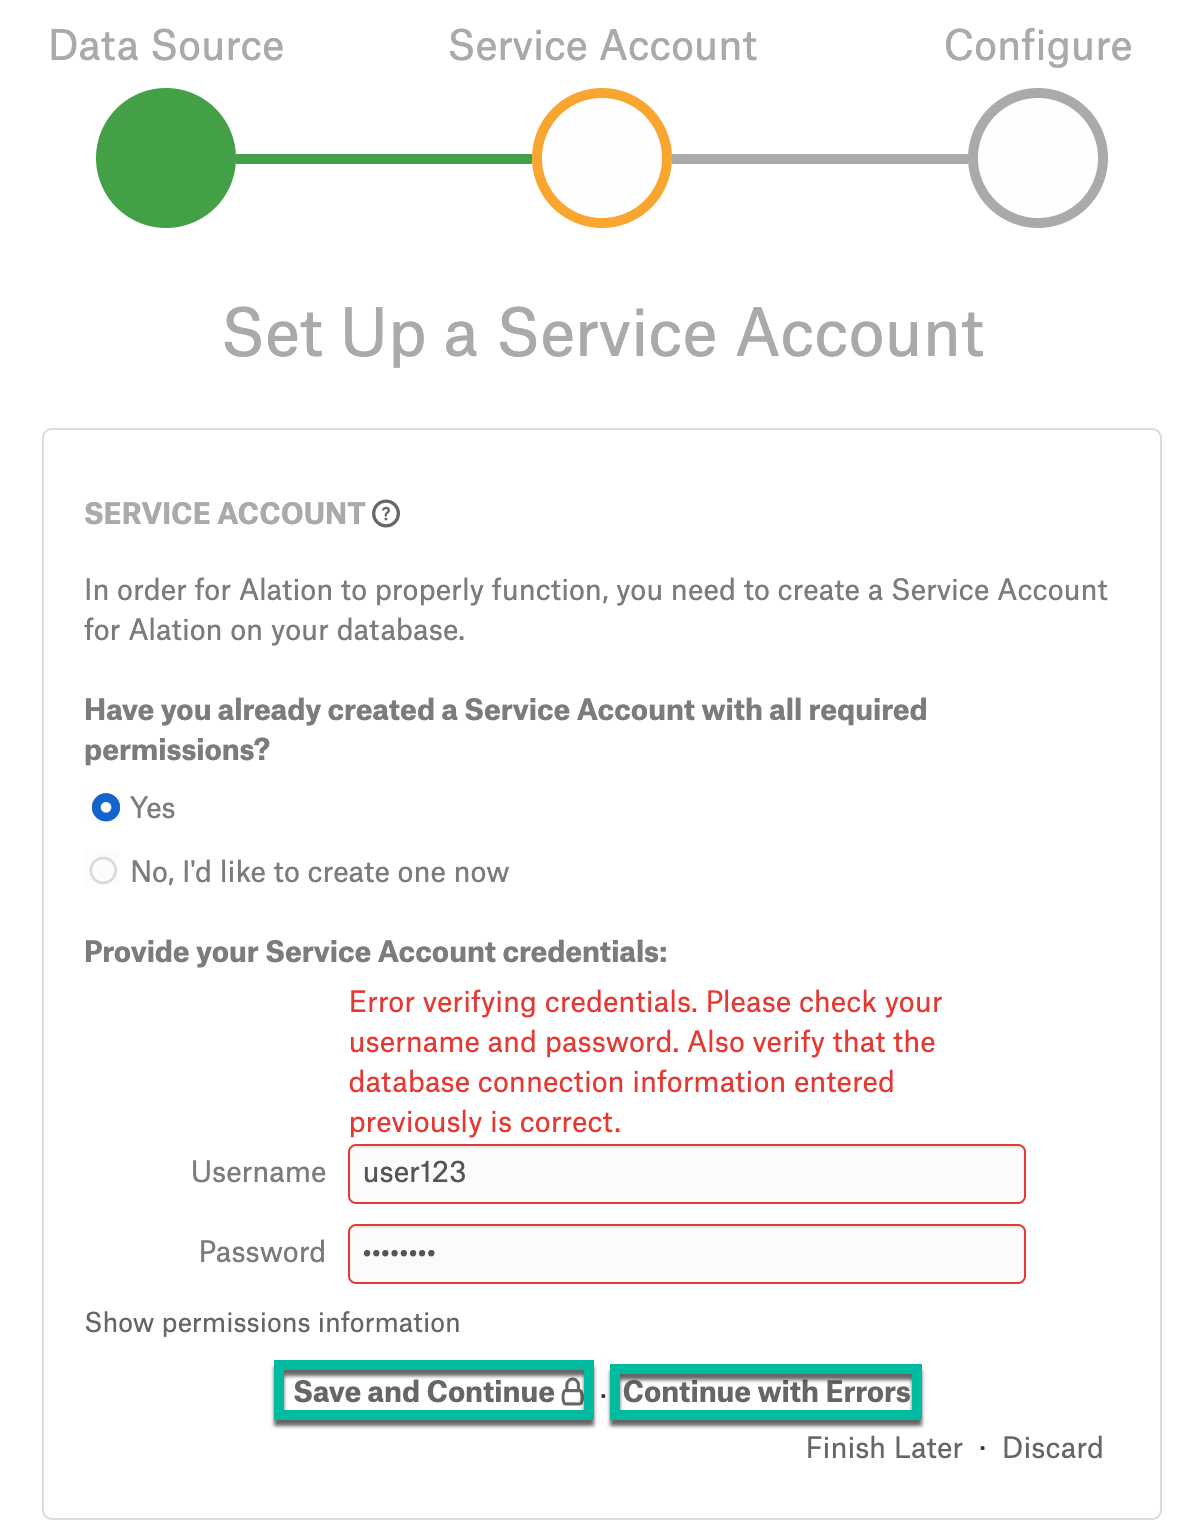 Data Source
Service Account
Configure
Set Up a Service Account
SERVICE ACCOUNT ?
In order for Alation to properly function, you need to create a Service Account
for Alation on your database.
Have you already created a Service Account with all required
permissions?
Yes
No, I'd like to create one now
Provide your Service Account credentials:
Error verifying credentials. Please check your
username and password. Also verify that the
database connection information entered
previously is correct.
Username user123
Password ••••••••
Show permissions information
Save and Continue · Continue with Errors
Finish Later · Discard